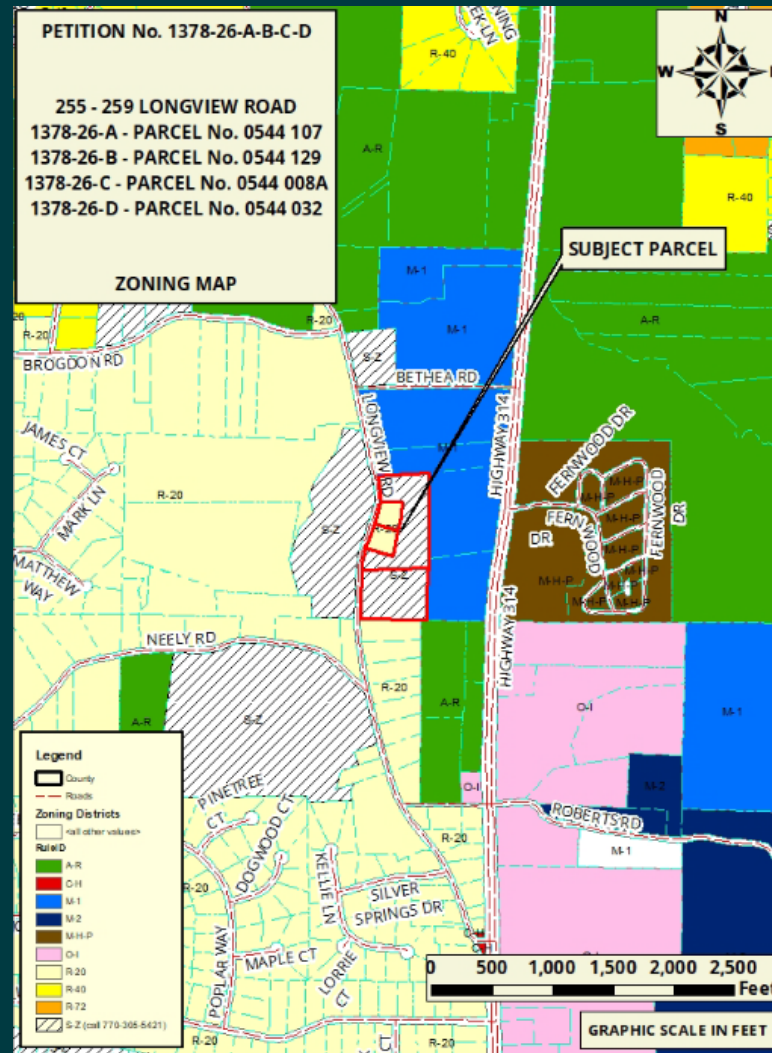 PETITION No. 1378-26-A-B-C-D
255 - 259 LONGVIEW ROAD
1378-26-A - PARCEL No. 0544 107
1378-26-B - PARCEL No. 0544 129
1378-26-C - PARCEL No. 0544 008A
1378-26-D - PARCEL No. 0544 032
ZONING MAP
R-40
N
W
S
A-R
R-40
SUBJECT PARCEL
M-1
R-20
R-20
M-1
A-R
S-Z
BROGDON RD
BETHEA RD
LONGVIEW RD
HIGHWAY 314
M-1
JAMES CT
MARK LN
MATTHEW
WAY
R-20
S-Z
S-Z
FERNWOOD DR
FERNWOOD
DR
FERNWOOD
DR
M-H-P
M-H-P
M-H-P
M-H-P
M-H-P
M-H-P
M-H-P
M-H-P
NEELY RD
R-20
A-R
HIGHWAY 314
O-I
M-1
A-R
S-Z
O-I
M-2
ROBERTS RD
M-1
PINETREE
CT
DOGWOOD CT
KELLIE LN
R-20
R-20
SILVER
SPRINGS DR
POPLAR WAY
MAPLE CT
LORRIE
CT
C-H
R-20
R-20
CT
Legend
County
Roads
Zoning Districts
<all other values>
RuleID
A-R
C-H
M-1
M-2
M-H-P
O-I
R-20
R-40
R-72
S-Z (call 770-305-5421)
0 500 1,000 1,500 2,000 2,500
Feet
GRAPHIC SCALE IN FEET